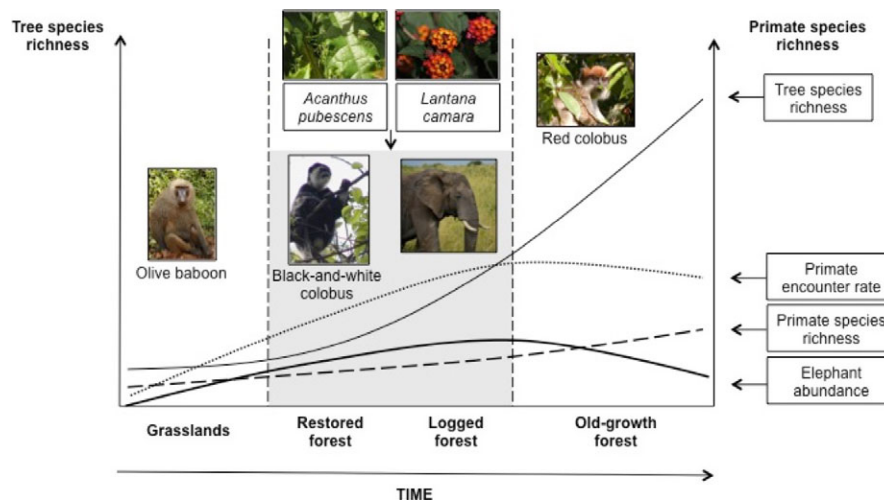 Tree species
richness
Primate species
richness
Acanthus
pubescens
Lantana
camara
Tree species
richness
Red colobus
Olive baboon
Black-and-white
colobus
Primate
encounter rate
Primate species
richness
Elephant
abundance
Grasslands
Restored
forest
Logged
forest
Old-growth
forest
TIME